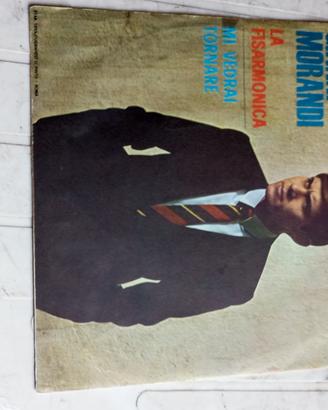 MORANDI
LA
FISARMONICA
MI VEDRAI
TORNARE